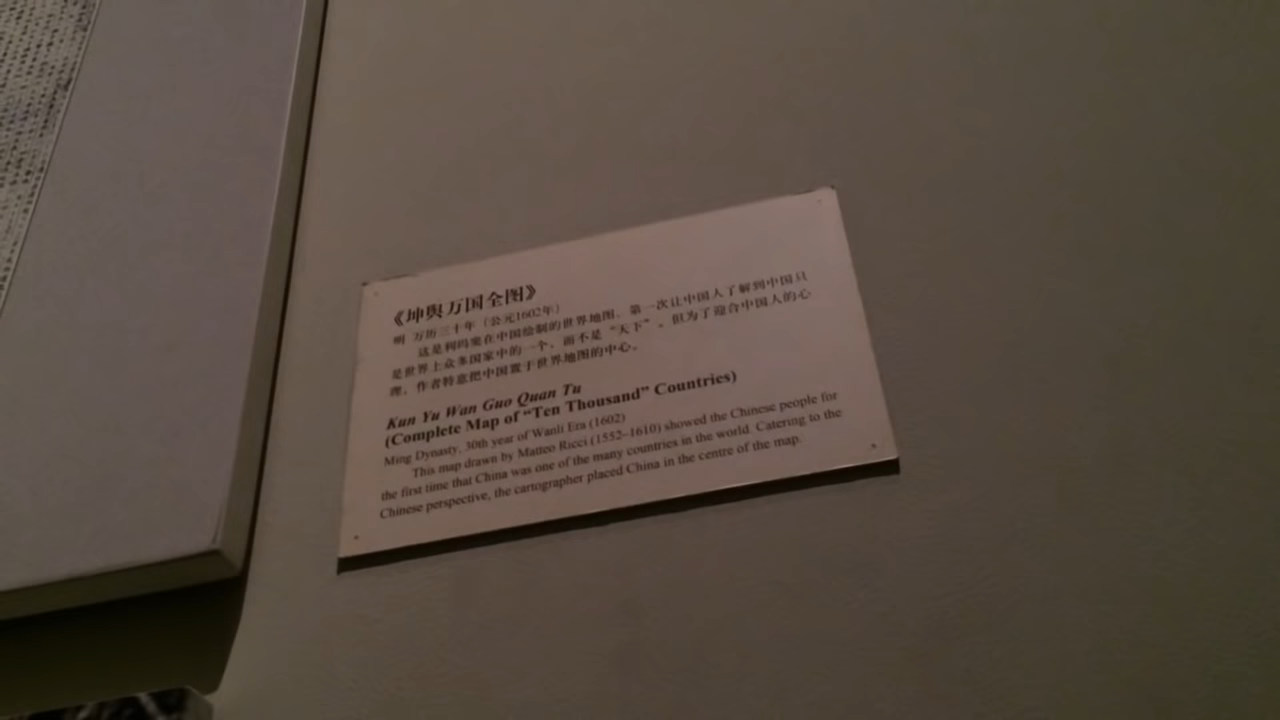 《坤舆万国全图》
明 万历三十年（公元1602年）
这是利玛窦在中国绘制的世界地图，第一次让中国人了解到中国只
是世界上众多国家中的一个，而不是“天下”。但为了迎合中国人的心
理，作者特意把中国置于世界地图的中心。
Kun Yu Wan Guo Quan Tu
(Complete Map of “Ten Thousand” Countries)
Ming Dynasty, 30th year of Wanli Era (1602)
This map drawn by Matteo Ricci (1552–1610) showed the Chinese people for
the first time that China was one of the many countries in the world. Catering to the
Chinese perspective, the cartographer placed China in the centre of the map.